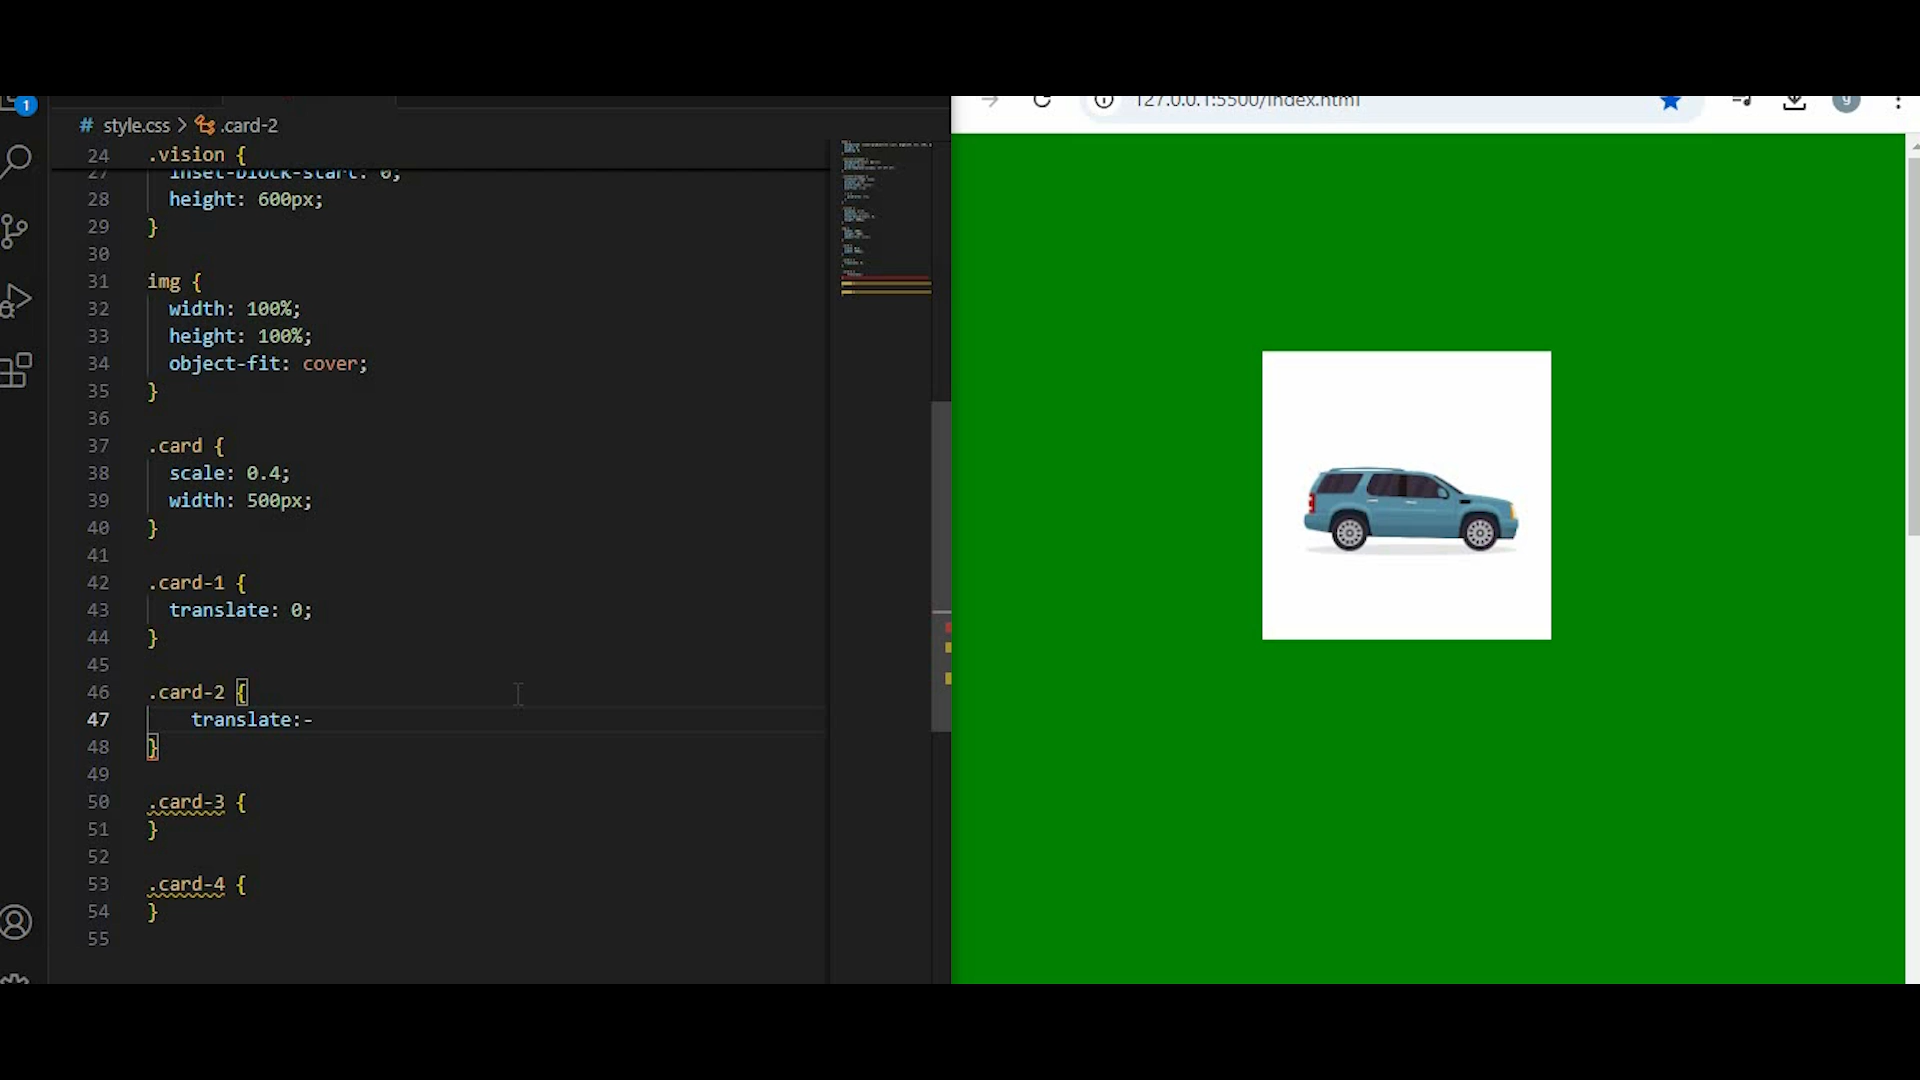 1
127.0.0.1:5500/index.html
g
# style.css > .card-2
24 .vision {
27 inset-block-start: 0;
28 height: 600px;
29 }
30
31 img {
32 width: 100%;
33 height: 100%;
34 object-fit: cover;
35 }
36
37 .card {
38 scale: 0.4;
39 width: 500px;
40 }
41
42 .card-1 {
43 translate: 0;
44 }
45
46 .card-2 {
47 translate:-
48 }
49
50 .card-3 {
51 }
52
53 .card-4 {
54 }
55